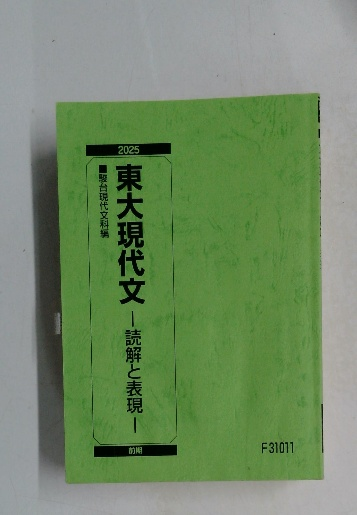 2025
東大現代文
―読解と表現―
■駿台現代文科編
前期
F31011